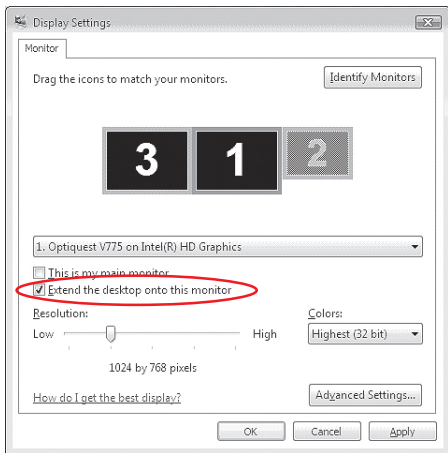 Display Settings
Monitor
Drag the icons to match your monitors.
Identify Monitors
3 1 2
1. Optiquest V775 on Intel(R) HD Graphics
This is my main monitor
Extend the desktop onto this monitor
Resolution: Colors:
Low High Highest (32 bit)
1024 by 768 pixels
How do I get the best display? Advanced Settings...
OK Cancel Apply